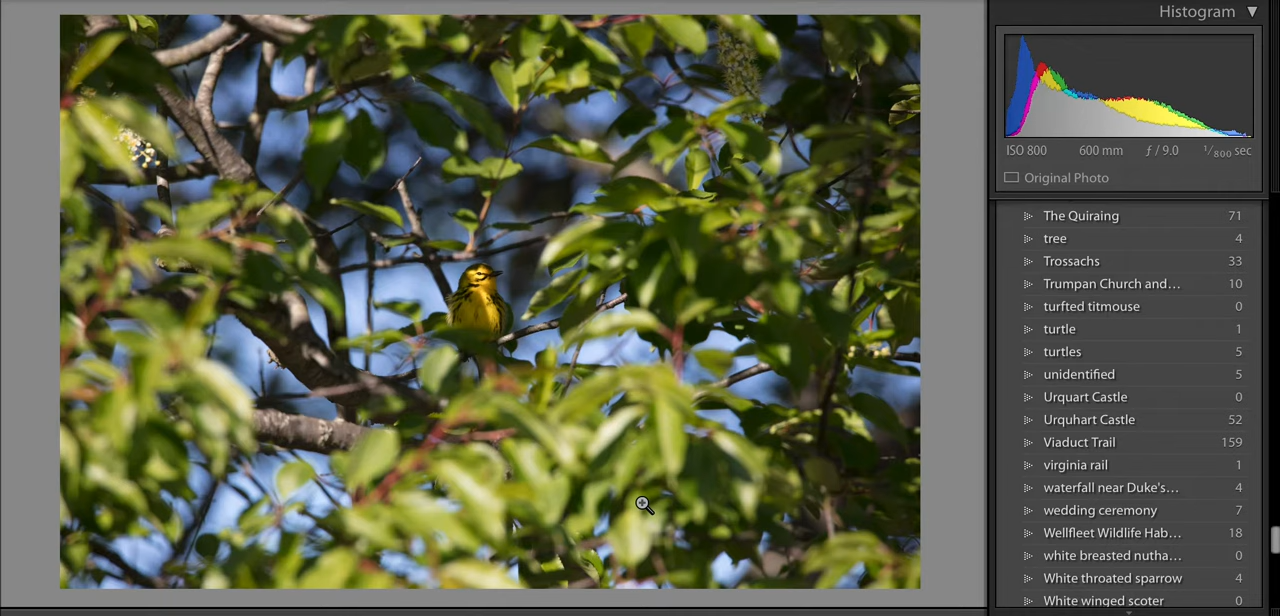 Histogram ▼
ISO 800 600 mm ƒ / 9.0 1/800 sec
Original Photo
The Quiraing 71
tree 4
Trossachs 33
Trumpan Church and… 10
turfted titmouse 0
turtle 1
turtles 5
unidentified 5
Urquart Castle 0
Urquhart Castle 52
Viaduct Trail 159
virginia rail 1
waterfall near Duke's… 4
wedding ceremony 7
Wellfleet Wildlife Hab… 18
white breasted nutha… 0
White throated sparrow 4
White winged scoter 0